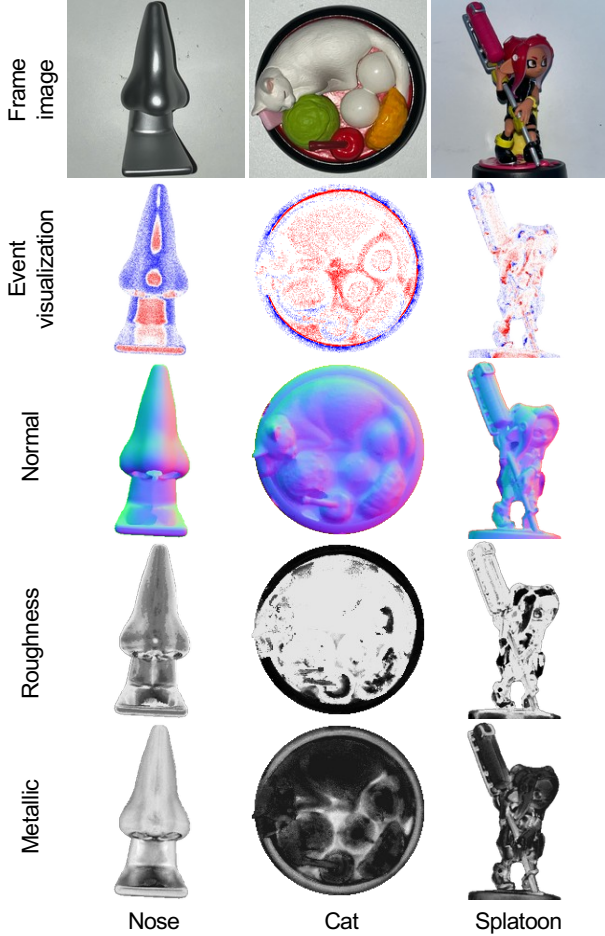 Frame
image
Event
visualization
Normal
Roughness
Metallic
Nose
Cat
Splatoon